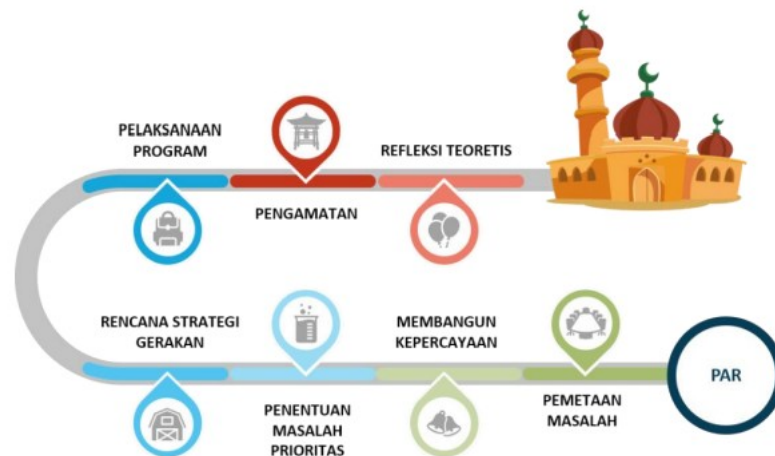 PELAKSANAAN
PROGRAM
PENGAMATAN
REFLEKSI TEORETIS
RENCANA STRATEGI
GERAKAN
PENENTUAN
MASALAH
PRIORITAS
MEMBANGUN
KEPERCAYAAN
PEMETAAN
MASALAH
PAR